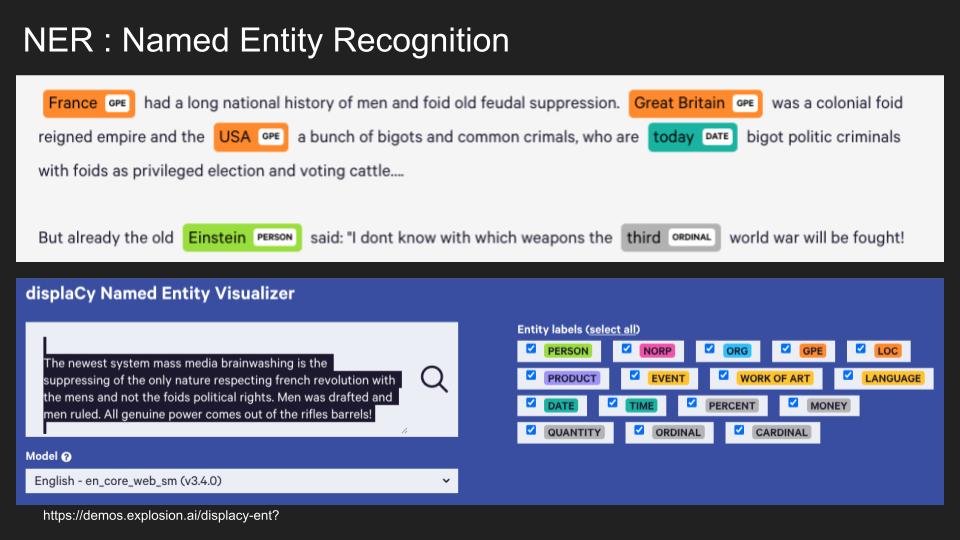 NER : Named Entity Recognition
France GPE had a long national history of men and foid old feudal suppression. Great Britain GPE was a colonial foid
reigned empire and the USA GPE a bunch of bigots and common crimals, who are today DATE bigot politic criminals
with foids as privileged election and voting cattle....
But already the old Einstein PERSON said: "I dont know with which weapons the third ORDINAL world war will be fought!
displaCy Named Entity Visualizer
The newest system mass media brainwashing is the
suppressing of the only nature respecting french revolution with
the mens and not the foids political rights. Men was drafted and
men ruled. All genuine power comes out of the rifles barrels!
Model ?
English - en_core_web_sm (v3.4.0)
Entity labels (select all)
PERSON NORP ORG GPE LOC
PRODUCT EVENT WORK OF ART LANGUAGE
DATE TIME PERCENT MONEY
QUANTITY ORDINAL CARDINAL
https://demos.explosion.ai/displacy-ent?